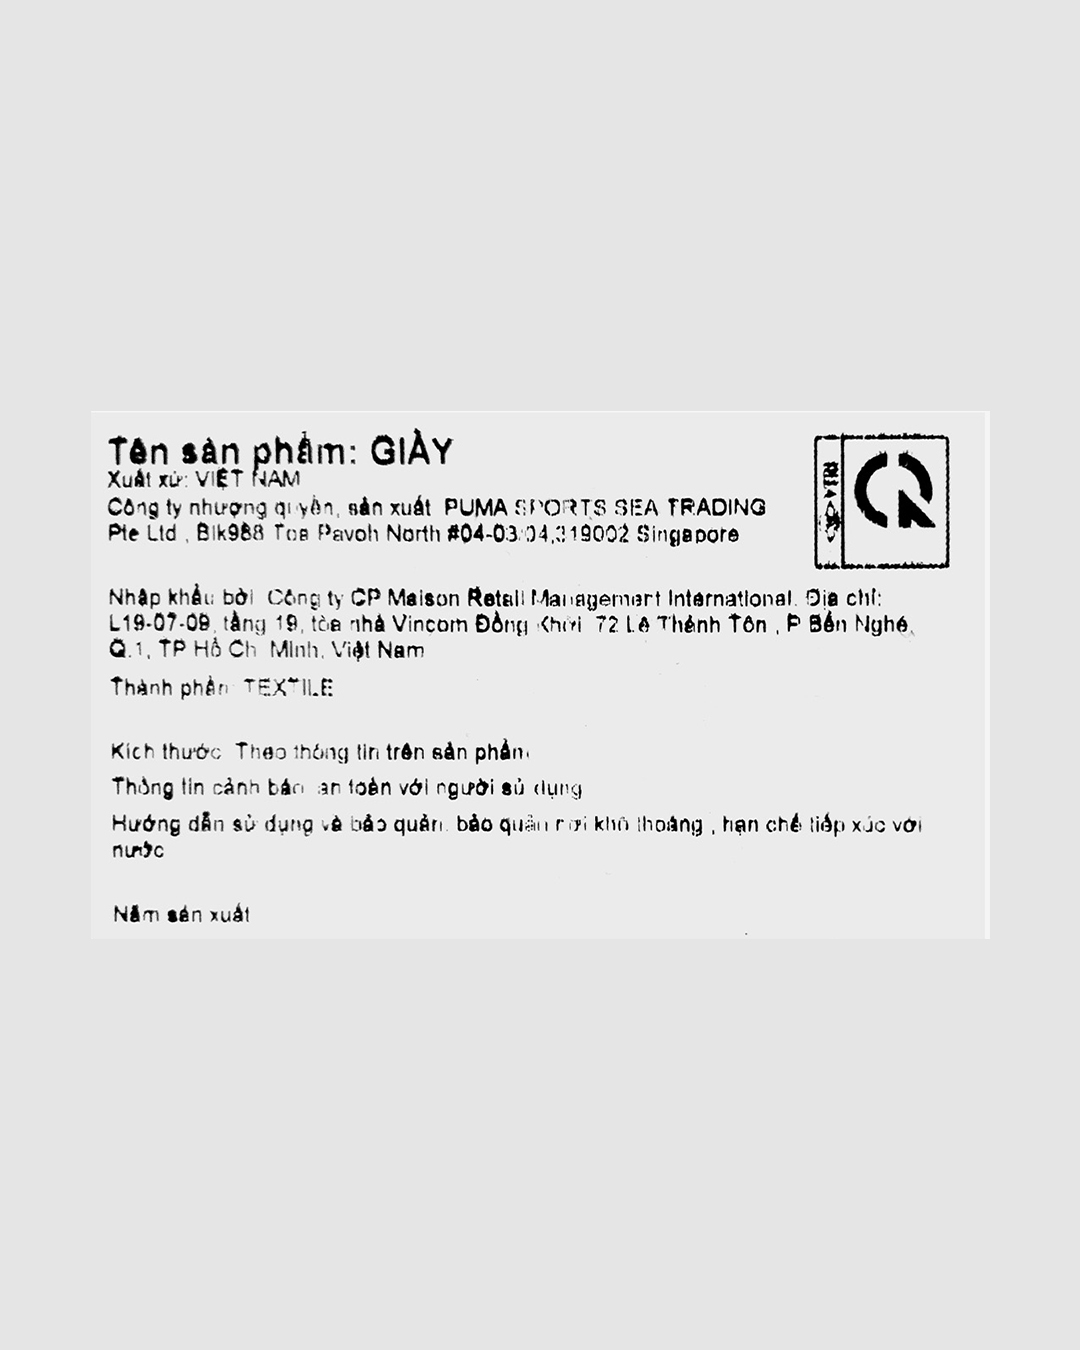 Tên sản phẩm: GIÀY
Xuất xứ: VIỆT NAM
Công ty nhượng quyền, sản xuất PUMA SPORTS SEA TRADING
Pte Ltd , Blk988 Toa Payoh North #04-03/04,319002 Singapore
Nhập khẩu bởi Công ty CP Maison Retail Management International. Địa chỉ:
L19-07-09, tầng 19, tòa nhà Vincom Đồng Khởi 72 Lê Thánh Tôn , P Bến Nghé,
Q.1, TP Hồ Chí Minh, Việt Nam
Thành phần: TEXTILE
Kích thước Theo thông tin trên sản phẩm
Thông tin cảnh báo an toàn với người sử dụng
Hướng dẫn sử dụng và bảo quản: bảo quản nơi khô thoáng , hạn chế tiếp xúc với
nước
Năm sản xuất